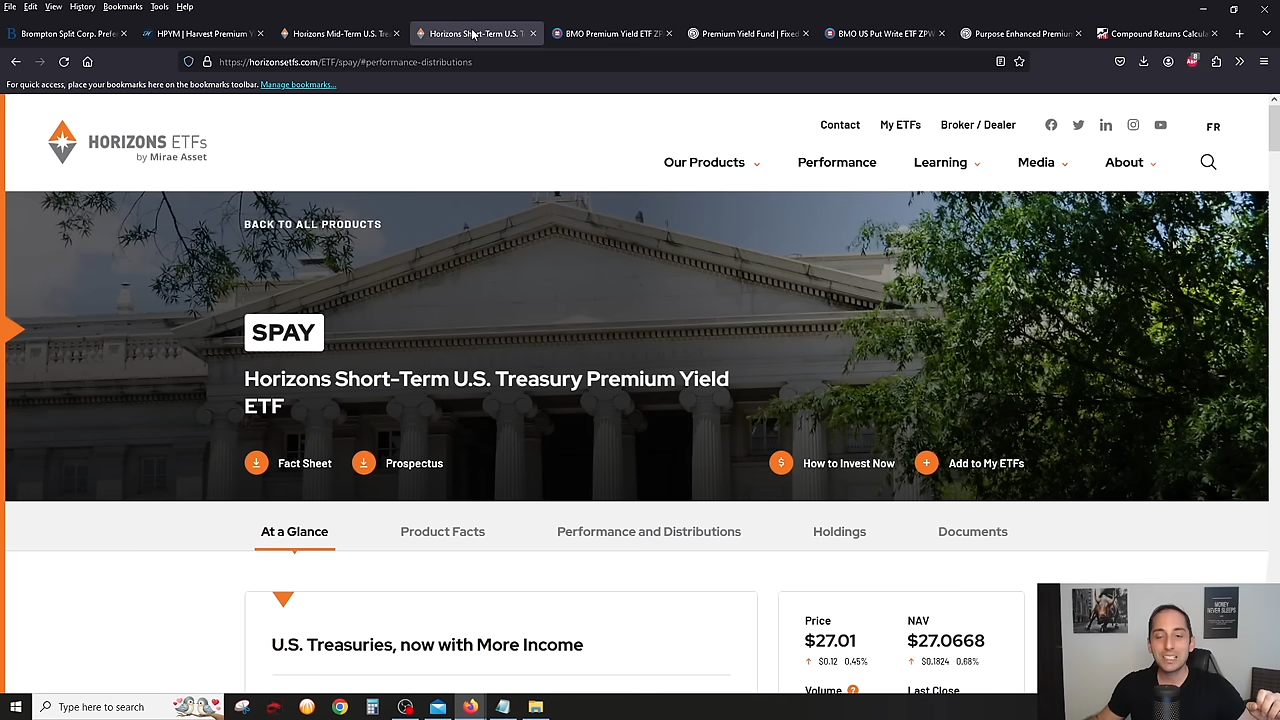 File Edit View History Bookmarks Tools Help
Brompton Split Corp. Prefe
HPYM | Harvest Premium Y
Horizons Mid-Term U.S. Trea
Horizons Short-Term U.S. T
BMO Premium Yield ETF ZP
Premium Yield Fund | Fixed
BMO US Put Write ETF ZPW
Purpose Enhanced Premium
Compound Returns Calcula
https://horizonsetfs.com/ETF/spay/#performance-distributions
For quick access, place your bookmarks here on the bookmarks toolbar. Manage bookmarks...
HORIZONS ETFs
by Mirae Asset
Contact My ETFs Broker / Dealer FR
Our Products Performance Learning Media About
BACK TO ALL PRODUCTS
SPAY
Horizons Short-Term U.S. Treasury Premium Yield
ETF
Fact Sheet Prospectus How to Invest Now Add to My ETFs
At a Glance Product Facts Performance and Distributions Holdings Documents
U.S. Treasuries, now with More Income
Price NAV
$27.01 $27.0668
$0.12 0.45% $0.1824 0.68%
Volume Last Close
MONEY
NEVER SLEEPS
Type here to search